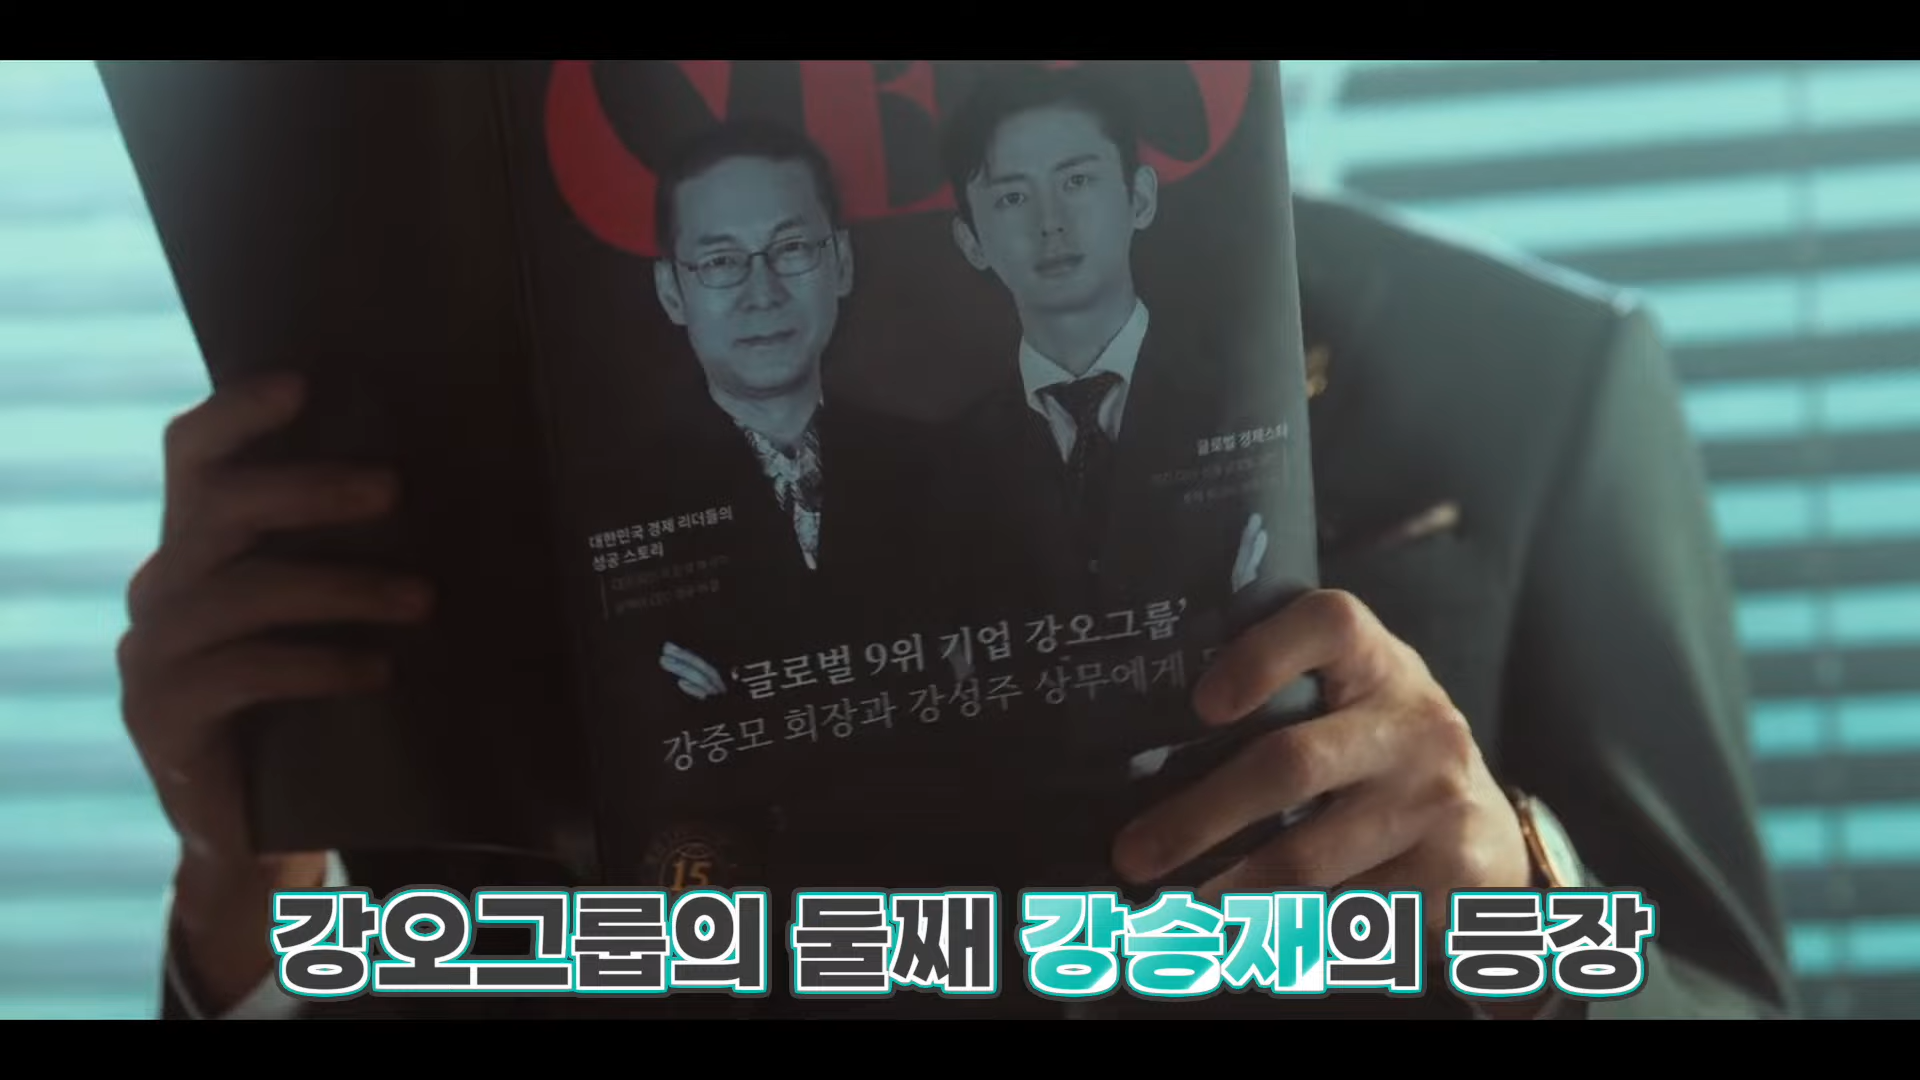 글로벌 경제스타
대한민국 경제 리더들의
성공 스토리
‘글로벌 9위 기업 강오그룹’
강중모 회장과 강성주 상무에게
15
강오그룹의 둘째 강승재의 등장